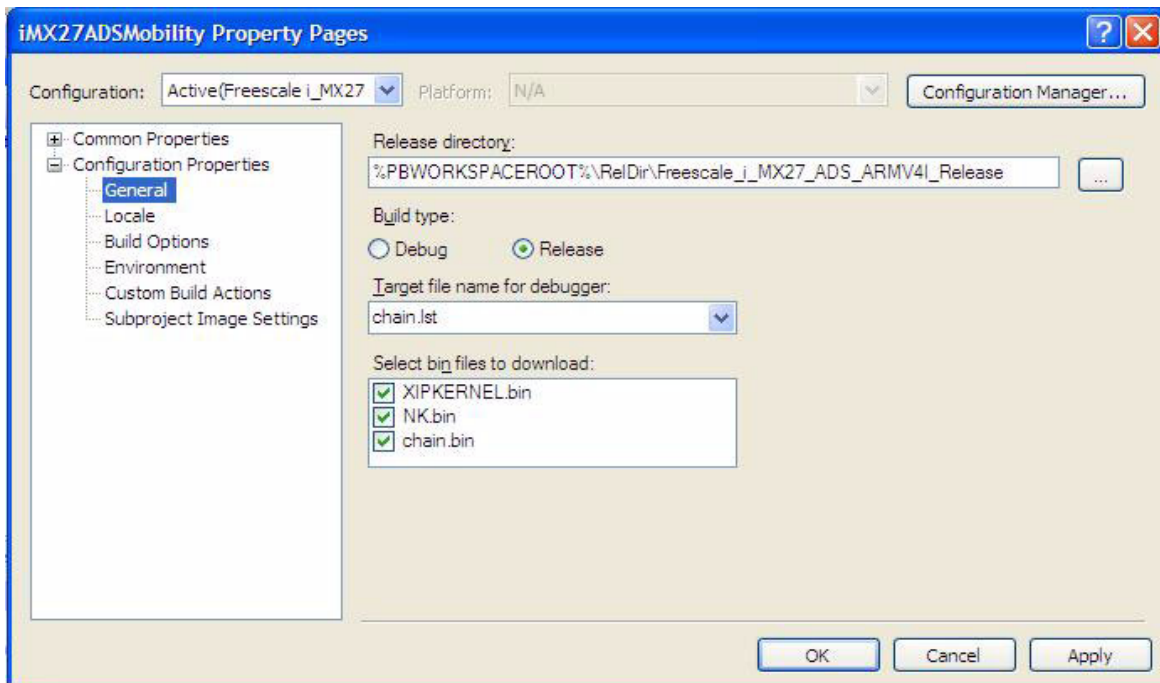 iMX27ADSMobility Property Pages
Configuration: Active(Freescale i_MX27 Platform: N/A Configuration Manager...
Common Properties
Configuration Properties
General
Locale
Build Options
Environment
Custom Build Actions
Subproject Image Settings
Release directory:
%PBWORKSPACEROOT%\RelDir\Freescale_i_MX27_ADS_ARMV4I_Release
...
Build type:
Debug Release
Target file name for debugger:
chain.lst
Select bin files to download:
XIPKERNEL.bin
NK.bin
chain.bin
OK Cancel Apply